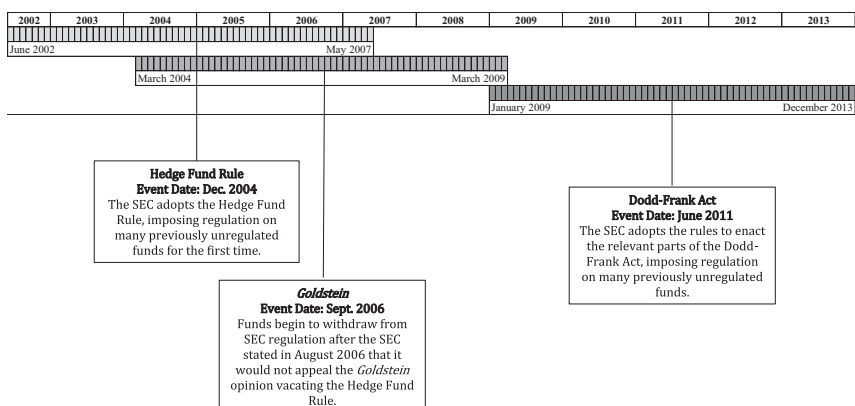 2002 2003 2004 2005 2006 2007 2008 2009 2010 2011 2012 2013
June 2002 May 2007
March 2004 March 2009
January 2009 December 2013
Hedge Fund Rule
Event Date: Dec. 2004
The SEC adopts the Hedge Fund
Rule, imposing regulation on
many previously unregulated
funds for the first time.
Goldstein
Event Date: Sept. 2006
Funds begin to withdraw from
SEC regulation after the SEC
stated in August 2006 that it
would not appeal the Goldstein
opinion vacating the Hedge Fund
Rule.
Dodd-Frank Act
Event Date: June 2011
The SEC adopts the rules to enact
the relevant parts of the Dodd-
Frank Act, imposing regulation
on many previously unregulated
funds.